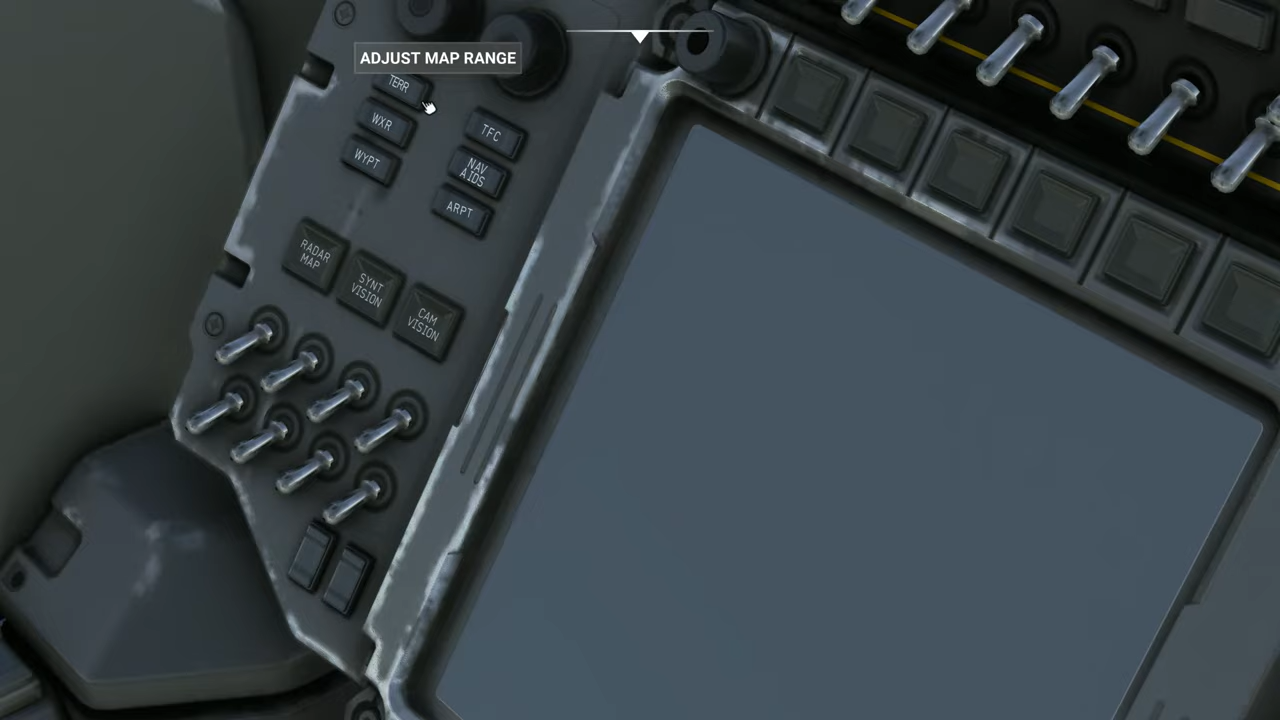 ADJUST MAP RANGE
TERR
WXR
WYPT
TFC
NAV
AIDS
ARPT
RADAR
MAP
SYNT
VISION
CAM
VISION